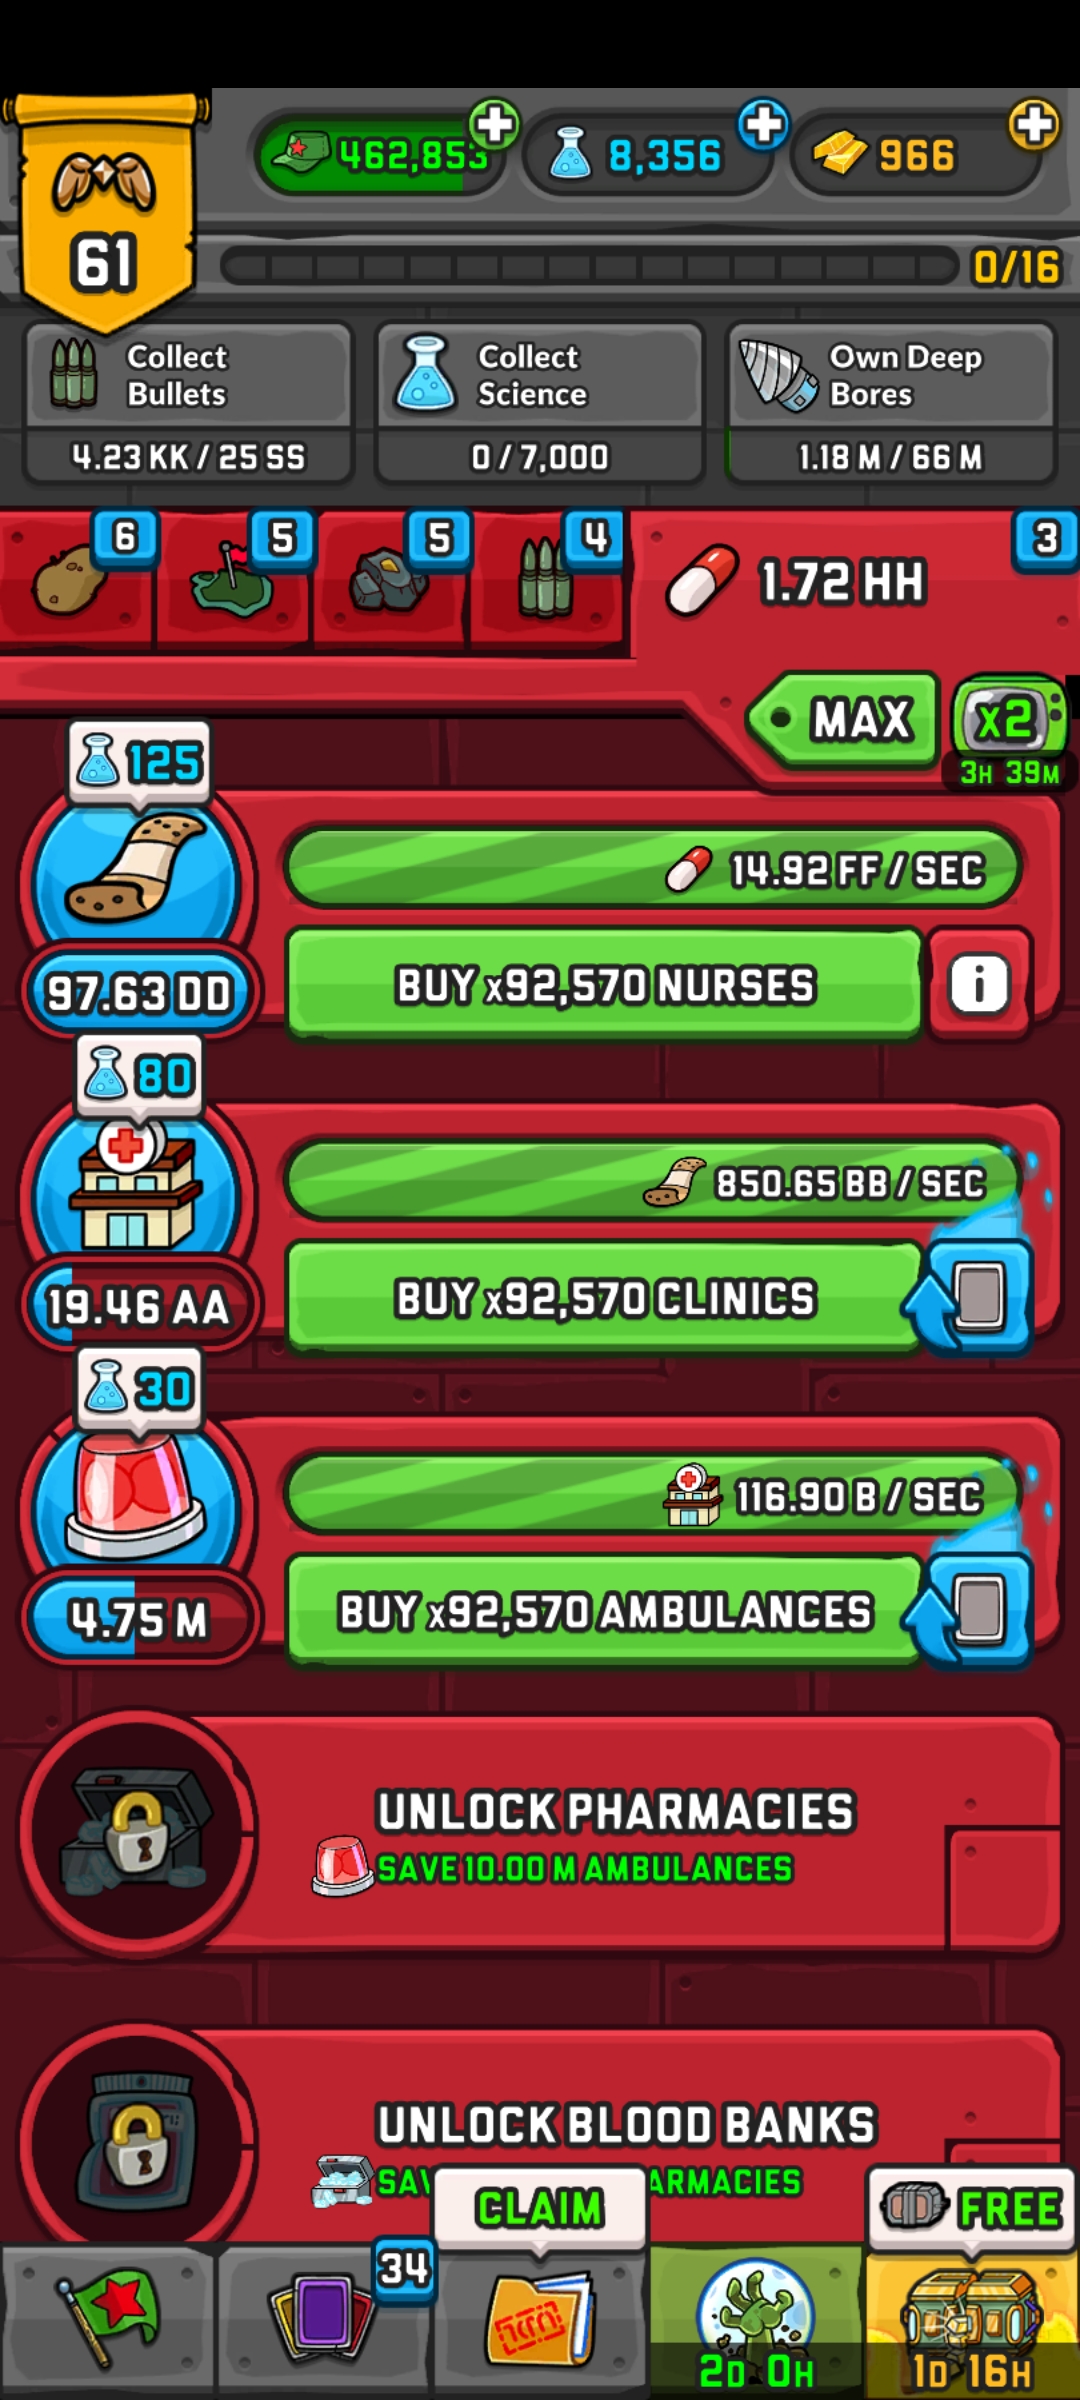 462,853
8,356
966
61
0/16
Collect
Bullets
4.23 KK / 25 SS
Collect
Science
0 / 7,000
Own Deep
Bores
1.18 M / 66 M
6
5
5
4
1.72 HH
3
MAX
x2
3H 39M
125
14.92 FF / SEC
97.63 DD
BUY x92,570 NURSES
i
80
850.65 BB / SEC
19.46 AA
BUY x92,570 CLINICS
30
116.90 B / SEC
4.75 M
BUY x92,570 AMBULANCES
UNLOCK PHARMACIES
SAVE 10.00 M AMBULANCES
UNLOCK BLOOD BANKS
CLAIM
FREE
34
2D 0H
1D 16H